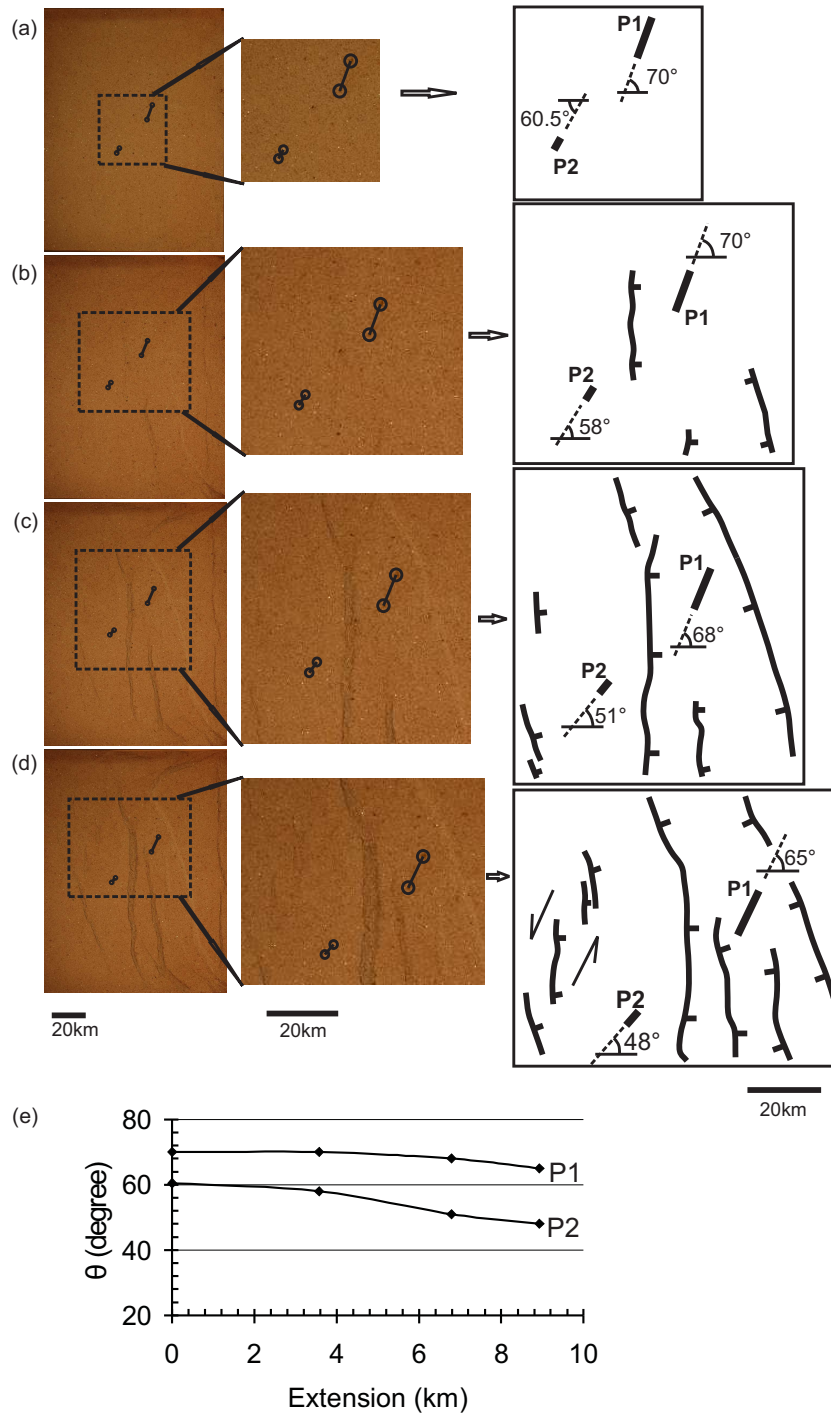 (a)
P1
70°
60.5°
P2
(b)
70°
P1
P2
58°
(c)
P1
68°
P2
51°
(d)
65°
P1
P2
48°
20km
20km
20km
(e)
80
60
40
20
θ (degree)
P1
P2
0 2 4 6 8 10
Extension (km)